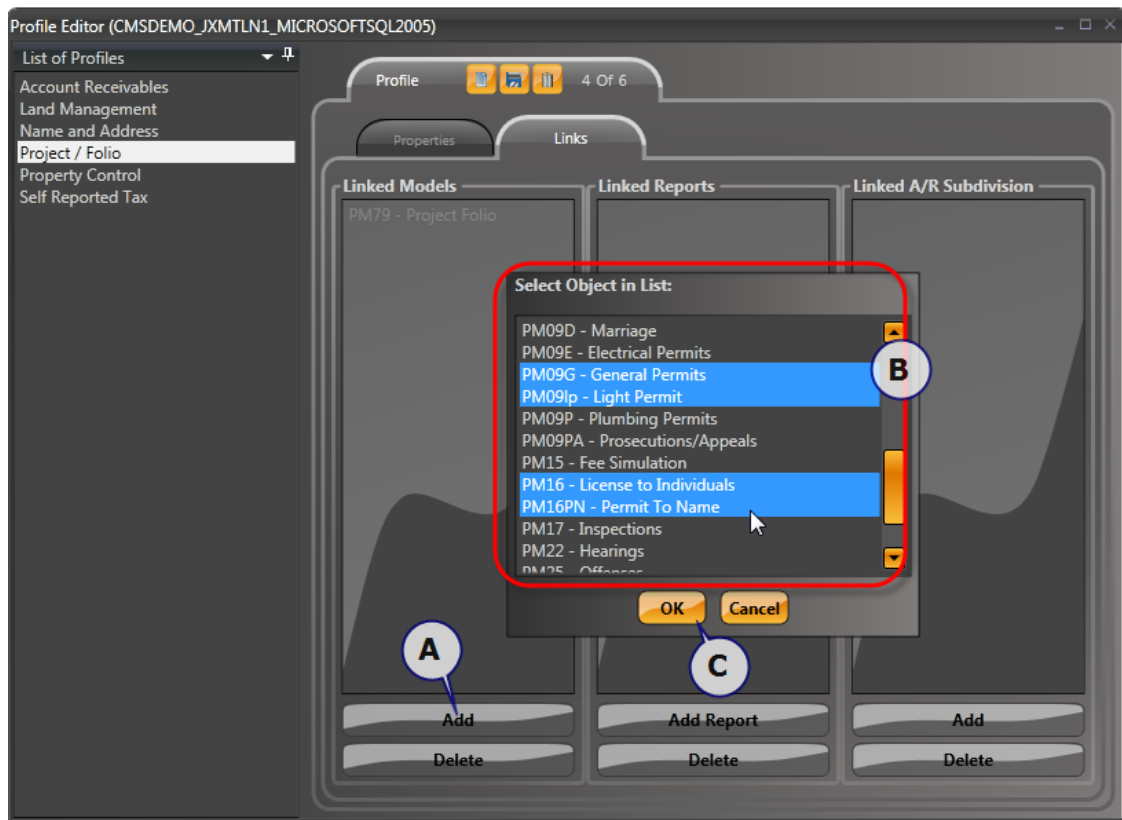 Profile Editor (CMSDEMO_JXMTLN1_MICROSOFTSQL2005)
List of Profiles
Account Receivables
Land Management
Name and Address
Project / Folio
Property Control
Self Reported Tax
Profile
4 Of 6
Properties
Links
Linked Models
Linked Reports
Linked A/R Subdivision
PM79 - Project Folio
Select Object in List:
PM09D - Marriage
PM09E - Electrical Permits
PM09G - General Permits
PM09lp - Light Permit
PM09P - Plumbing Permits
PM09PA - Prosecutions/Appeals
PM15 - Fee Simulation
PM16 - License to Individuals
PM16PN - Permit To Name
PM17 - Inspections
PM22 - Hearings
PM25 - Offenses
B
OK
Cancel
A
C
Add
Add Report
Add
Delete
Delete
Delete